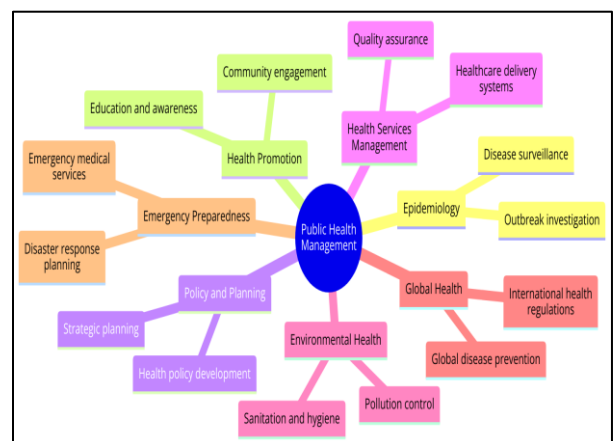 Quality assurance
Community engagement
Healthcare delivery
systems
Education and awareness
Health Services
Management
Health Promotion
Disease surveillance
Emergency medical
services
Epidemiology
Outbreak investigation
Emergency Preparedness
Public Health
Management
Disaster response
planning
Policy and Planning
Global Health
International health
regulations
Strategic planning
Environmental Health
Global disease prevention
Health policy development
Pollution control
Sanitation and hygiene